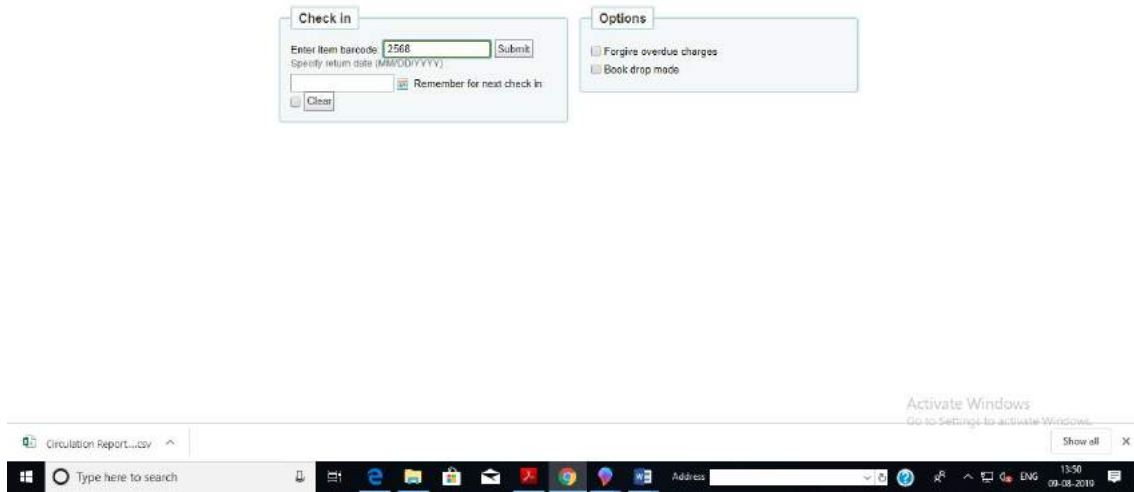 Check in
Enter item barcode: 2568 Submit
Specify return date (MM/DD/YYYY)
Remember for next check in:
Clear
Options
Forgive overdue charges
Book drop mode
Activate Windows
Go to Settings to activate Windows.
Circulation Report....csv
Show all
Type here to search
Address
ENG
13:50
09-08-2019